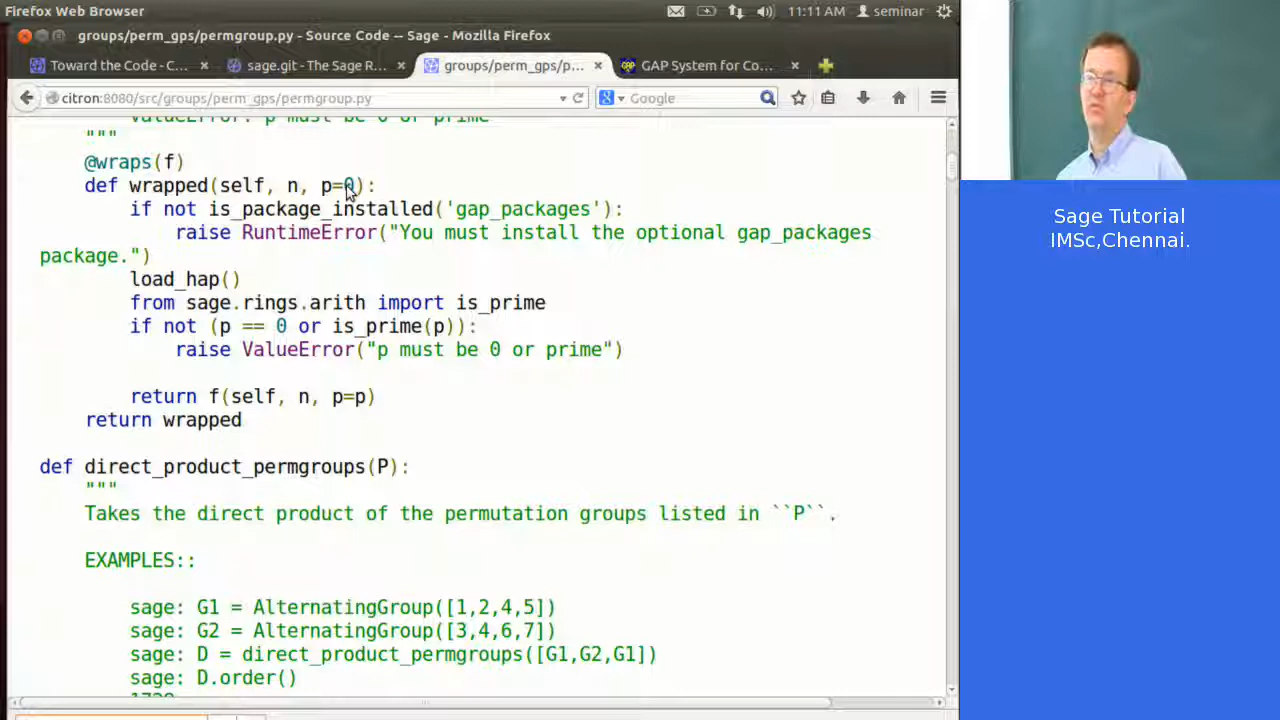 Firefox Web Browser
11:11 AM seminar
groups/perm_gps/permgroup.py - Source Code -- Sage - Mozilla Firefox
Toward the Code - C... sage.git - The Sage R... groups/perm_gps/p... GAP System for Co...
citron:8080/src/groups/perm_gps/permgroup.py Google
ValueError: p must be 0 or prime
"""
@wraps(f)
def wrapped(self, n, p=0):
if not is_package_installed('gap_packages'):
raise RuntimeError("You must install the optional gap_packages
package.")
load_hap()
from sage.rings.arith import is_prime
if not (p == 0 or is_prime(p)):
raise ValueError("p must be 0 or prime")
return f(self, n, p=p)
return wrapped
def direct_product_permgroups(P):
"""
Takes the direct product of the permutation groups listed in ``P``.
EXAMPLES::
sage: G1 = AlternatingGroup([1,2,4,5])
sage: G2 = AlternatingGroup([3,4,6,7])
sage: D = direct_product_permgroups([G1,G2,G1])
sage: D.order()
Sage Tutorial
IMSc,Chennai.